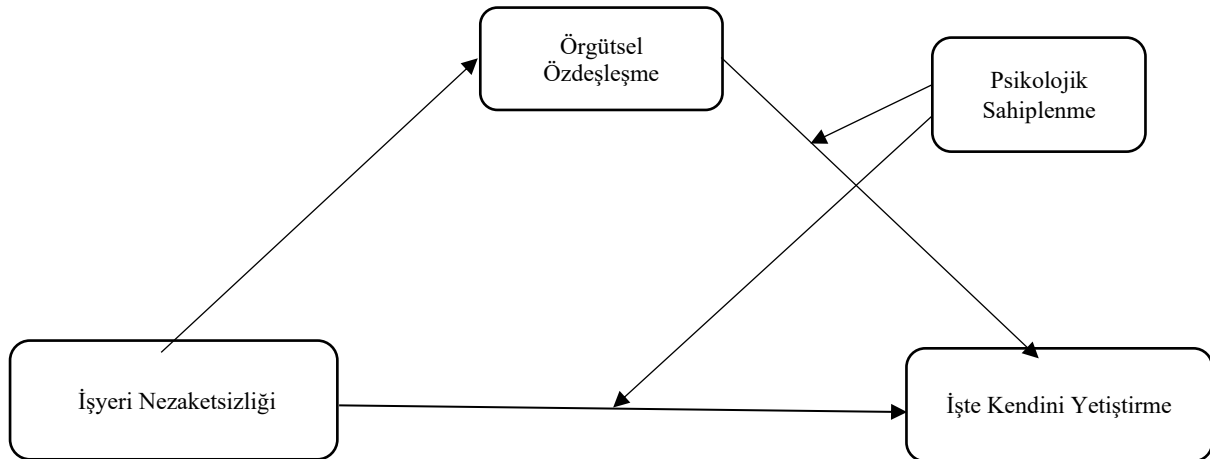 Örgütsel
Özdeşleşme
Psikolojik
Sahiplenme
İşyeri Nezaketsizliği
İşte Kendini Yetiştirme